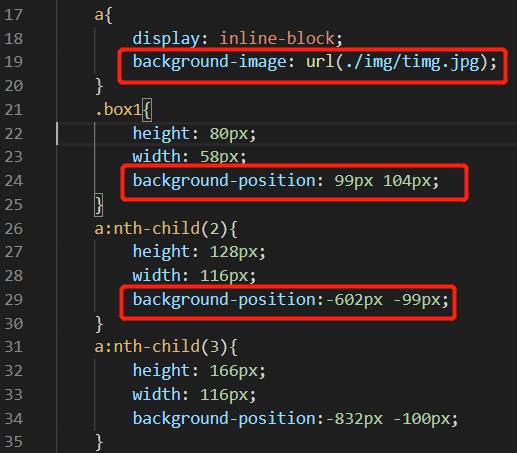 17 a{
18 display: inline-block;
19 background-image: url(./img/timg.jpg);
20 }
21 .box1{
22 height: 80px;
23 width: 58px;
24 background-position: 99px 104px;
25 }
26 a:nth-child(2){
27 height: 128px;
28 width: 116px;
29 background-position:-602px -99px;
30 }
31 a:nth-child(3){
32 height: 166px;
33 width: 116px;
34 background-position:-832px -100px;
35 }